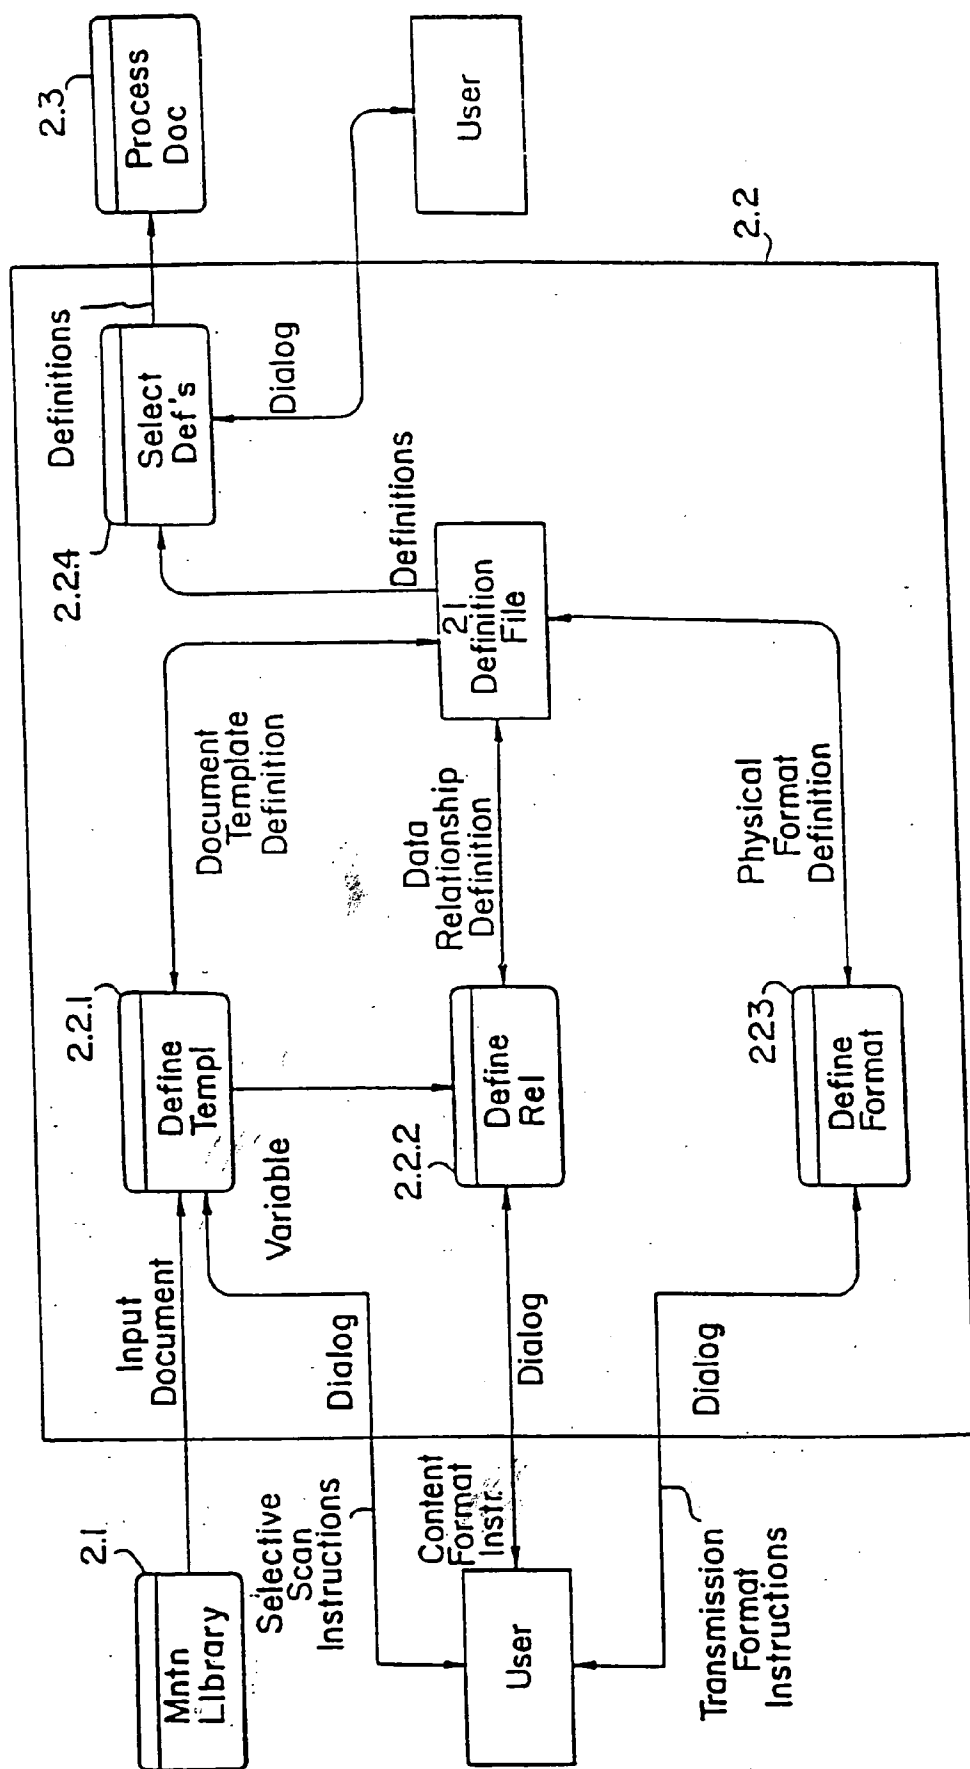 2.1
Mntn
Library
Input
Document
2.2.1
Define
Templ
Variable
Document
Template
Definition
Definitions
2.2.4
Select
Def's
2.3
Process
Doc
Selective
Scan
Instructions
Dialog
User
Content
Format
Instr.
Dialog
2.2.2
Define
Rel
Data
Relationship
Definition
21
Definition
File
Definitions
Dialog
User
Transmission
Format
Instructions
Dialog
223
Define
Format
Physical
Format
Definition
2.2